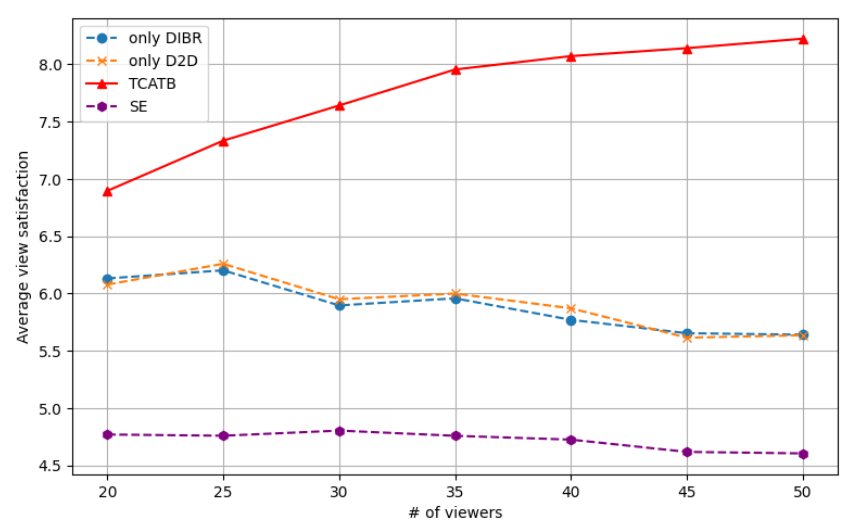 only DIBR
only D2D
TCATB
SE
Average view satisfaction
8.0
7.5
7.0
6.5
6.0
5.5
5.0
4.5
20 25 30 35 40 45 50
# of viewers